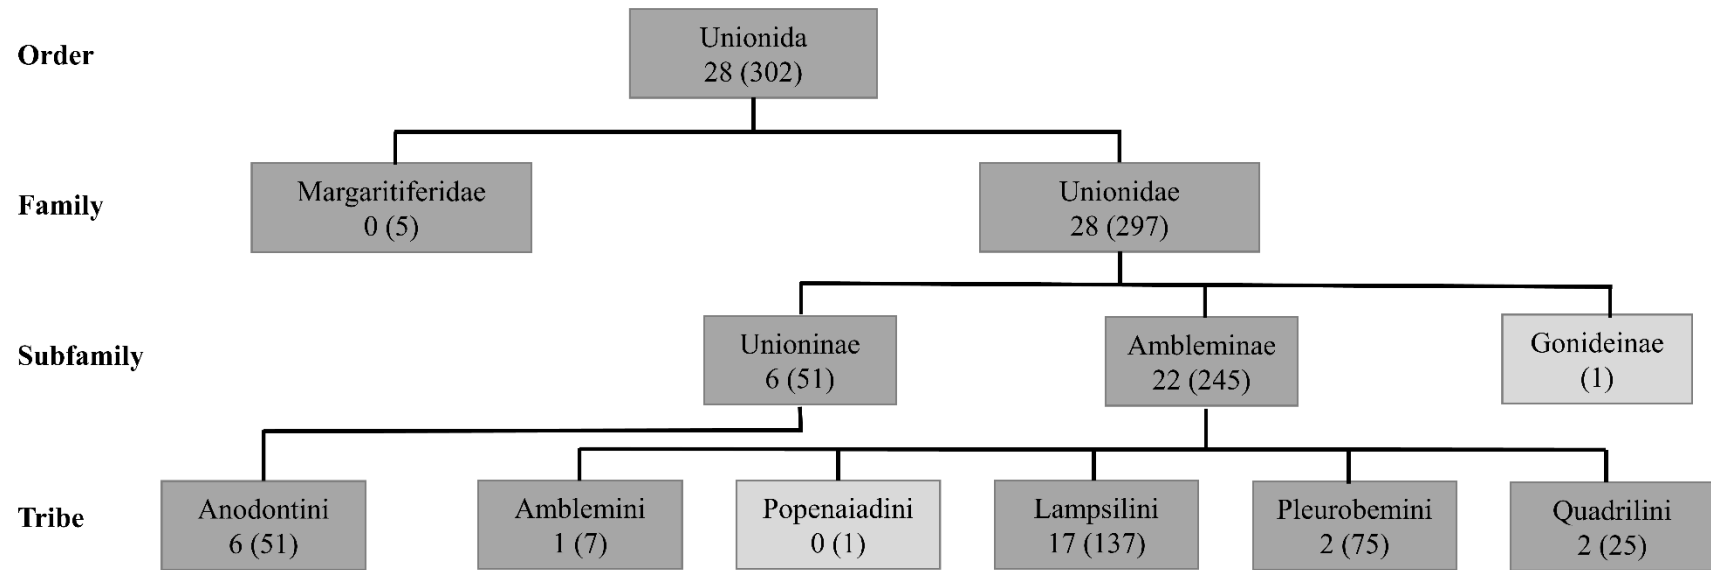 Order
Unionida
28 (302)
Family
Margaritiferidae
0 (5)
Unionidae
28 (297)
Subfamily
Unioninae
6 (51)
Ambleminae
22 (245)
Gonideinae
(1)
Tribe
Anodontini
6 (51)
Amblemini
1 (7)
Popenaiadini
0 (1)
Lampsilini
17 (137)
Pleurobemini
2 (75)
Quadrilini
2 (25)